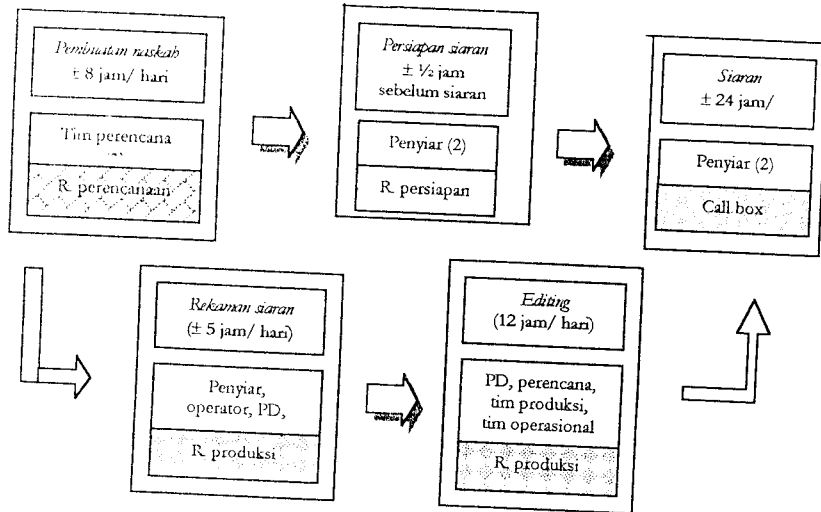 Pembuatan naskah
± 8 jam/ hari
Tim perencana
R. perencanaan
Persiapan siaran
± ½ jam
sebelum siaran
Penyiar (2)
R. persiapan
Siaran
± 24 jam/
Penyiar (2)
Call box
Rekaman siaran
(± 5 jam/ hari)
Penyiar,
operator, PD,
R. produksi
Editing
(12 jam/ hari)
PD, perencana,
tim produksi,
tim operasional
R. produksi